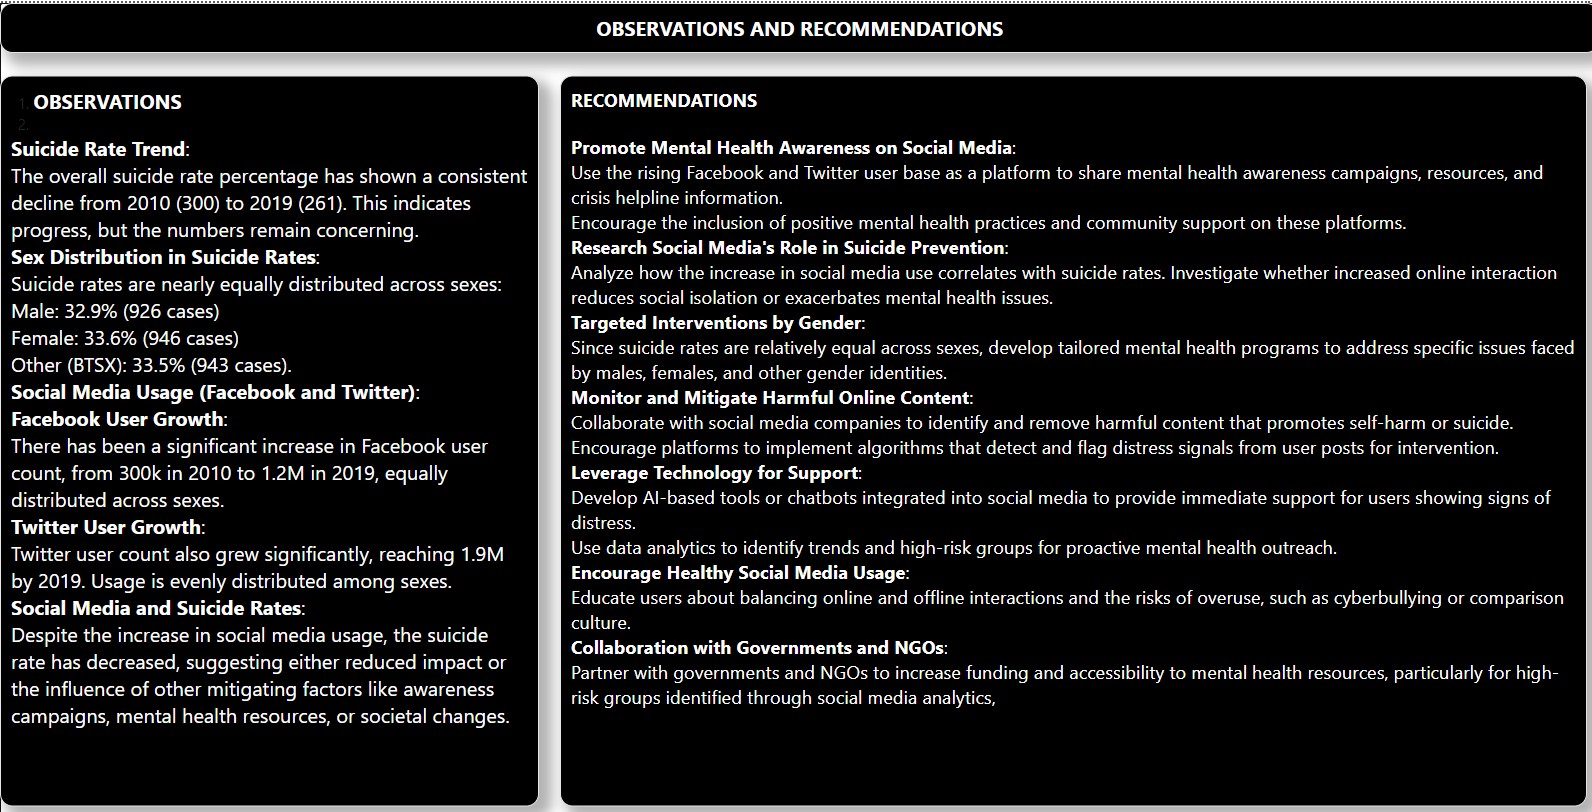 OBSERVATIONS AND RECOMMENDATIONS
1. OBSERVATIONS
2.
Suicide Rate Trend:
The overall suicide rate percentage has shown a consistent
decline from 2010 (300) to 2019 (261). This indicates
progress, but the numbers remain concerning.
Sex Distribution in Suicide Rates:
Suicide rates are nearly equally distributed across sexes:
Male: 32.9% (926 cases)
Female: 33.6% (946 cases)
Other (BTSX): 33.5% (943 cases).
Social Media Usage (Facebook and Twitter):
Facebook User Growth:
There has been a significant increase in Facebook user
count, from 300k in 2010 to 1.2M in 2019, equally
distributed across sexes.
Twitter User Growth:
Twitter user count also grew significantly, reaching 1.9M
by 2019. Usage is evenly distributed among sexes.
Social Media and Suicide Rates:
Despite the increase in social media usage, the suicide
rate has decreased, suggesting either reduced impact or
the influence of other mitigating factors like awareness
campaigns, mental health resources, or societal changes.
RECOMMENDATIONS
Promote Mental Health Awareness on Social Media:
Use the rising Facebook and Twitter user base as a platform to share mental health awareness campaigns, resources, and
crisis helpline information.
Encourage the inclusion of positive mental health practices and community support on these platforms.
Research Social Media's Role in Suicide Prevention:
Analyze how the increase in social media use correlates with suicide rates. Investigate whether increased online interaction
reduces social isolation or exacerbates mental health issues.
Targeted Interventions by Gender:
Since suicide rates are relatively equal across sexes, develop tailored mental health programs to address specific issues faced
by males, females, and other gender identities.
Monitor and Mitigate Harmful Online Content:
Collaborate with social media companies to identify and remove harmful content that promotes self-harm or suicide.
Encourage platforms to implement algorithms that detect and flag distress signals from user posts for intervention.
Leverage Technology for Support:
Develop AI-based tools or chatbots integrated into social media to provide immediate support for users showing signs of
distress.
Use data analytics to identify trends and high-risk groups for proactive mental health outreach.
Encourage Healthy Social Media Usage:
Educate users about balancing online and offline interactions and the risks of overuse, such as cyberbullying or comparison
culture.
Collaboration with Governments and NGOs:
Partner with governments and NGOs to increase funding and accessibility to mental health resources, particularly for high-
risk groups identified through social media analytics,